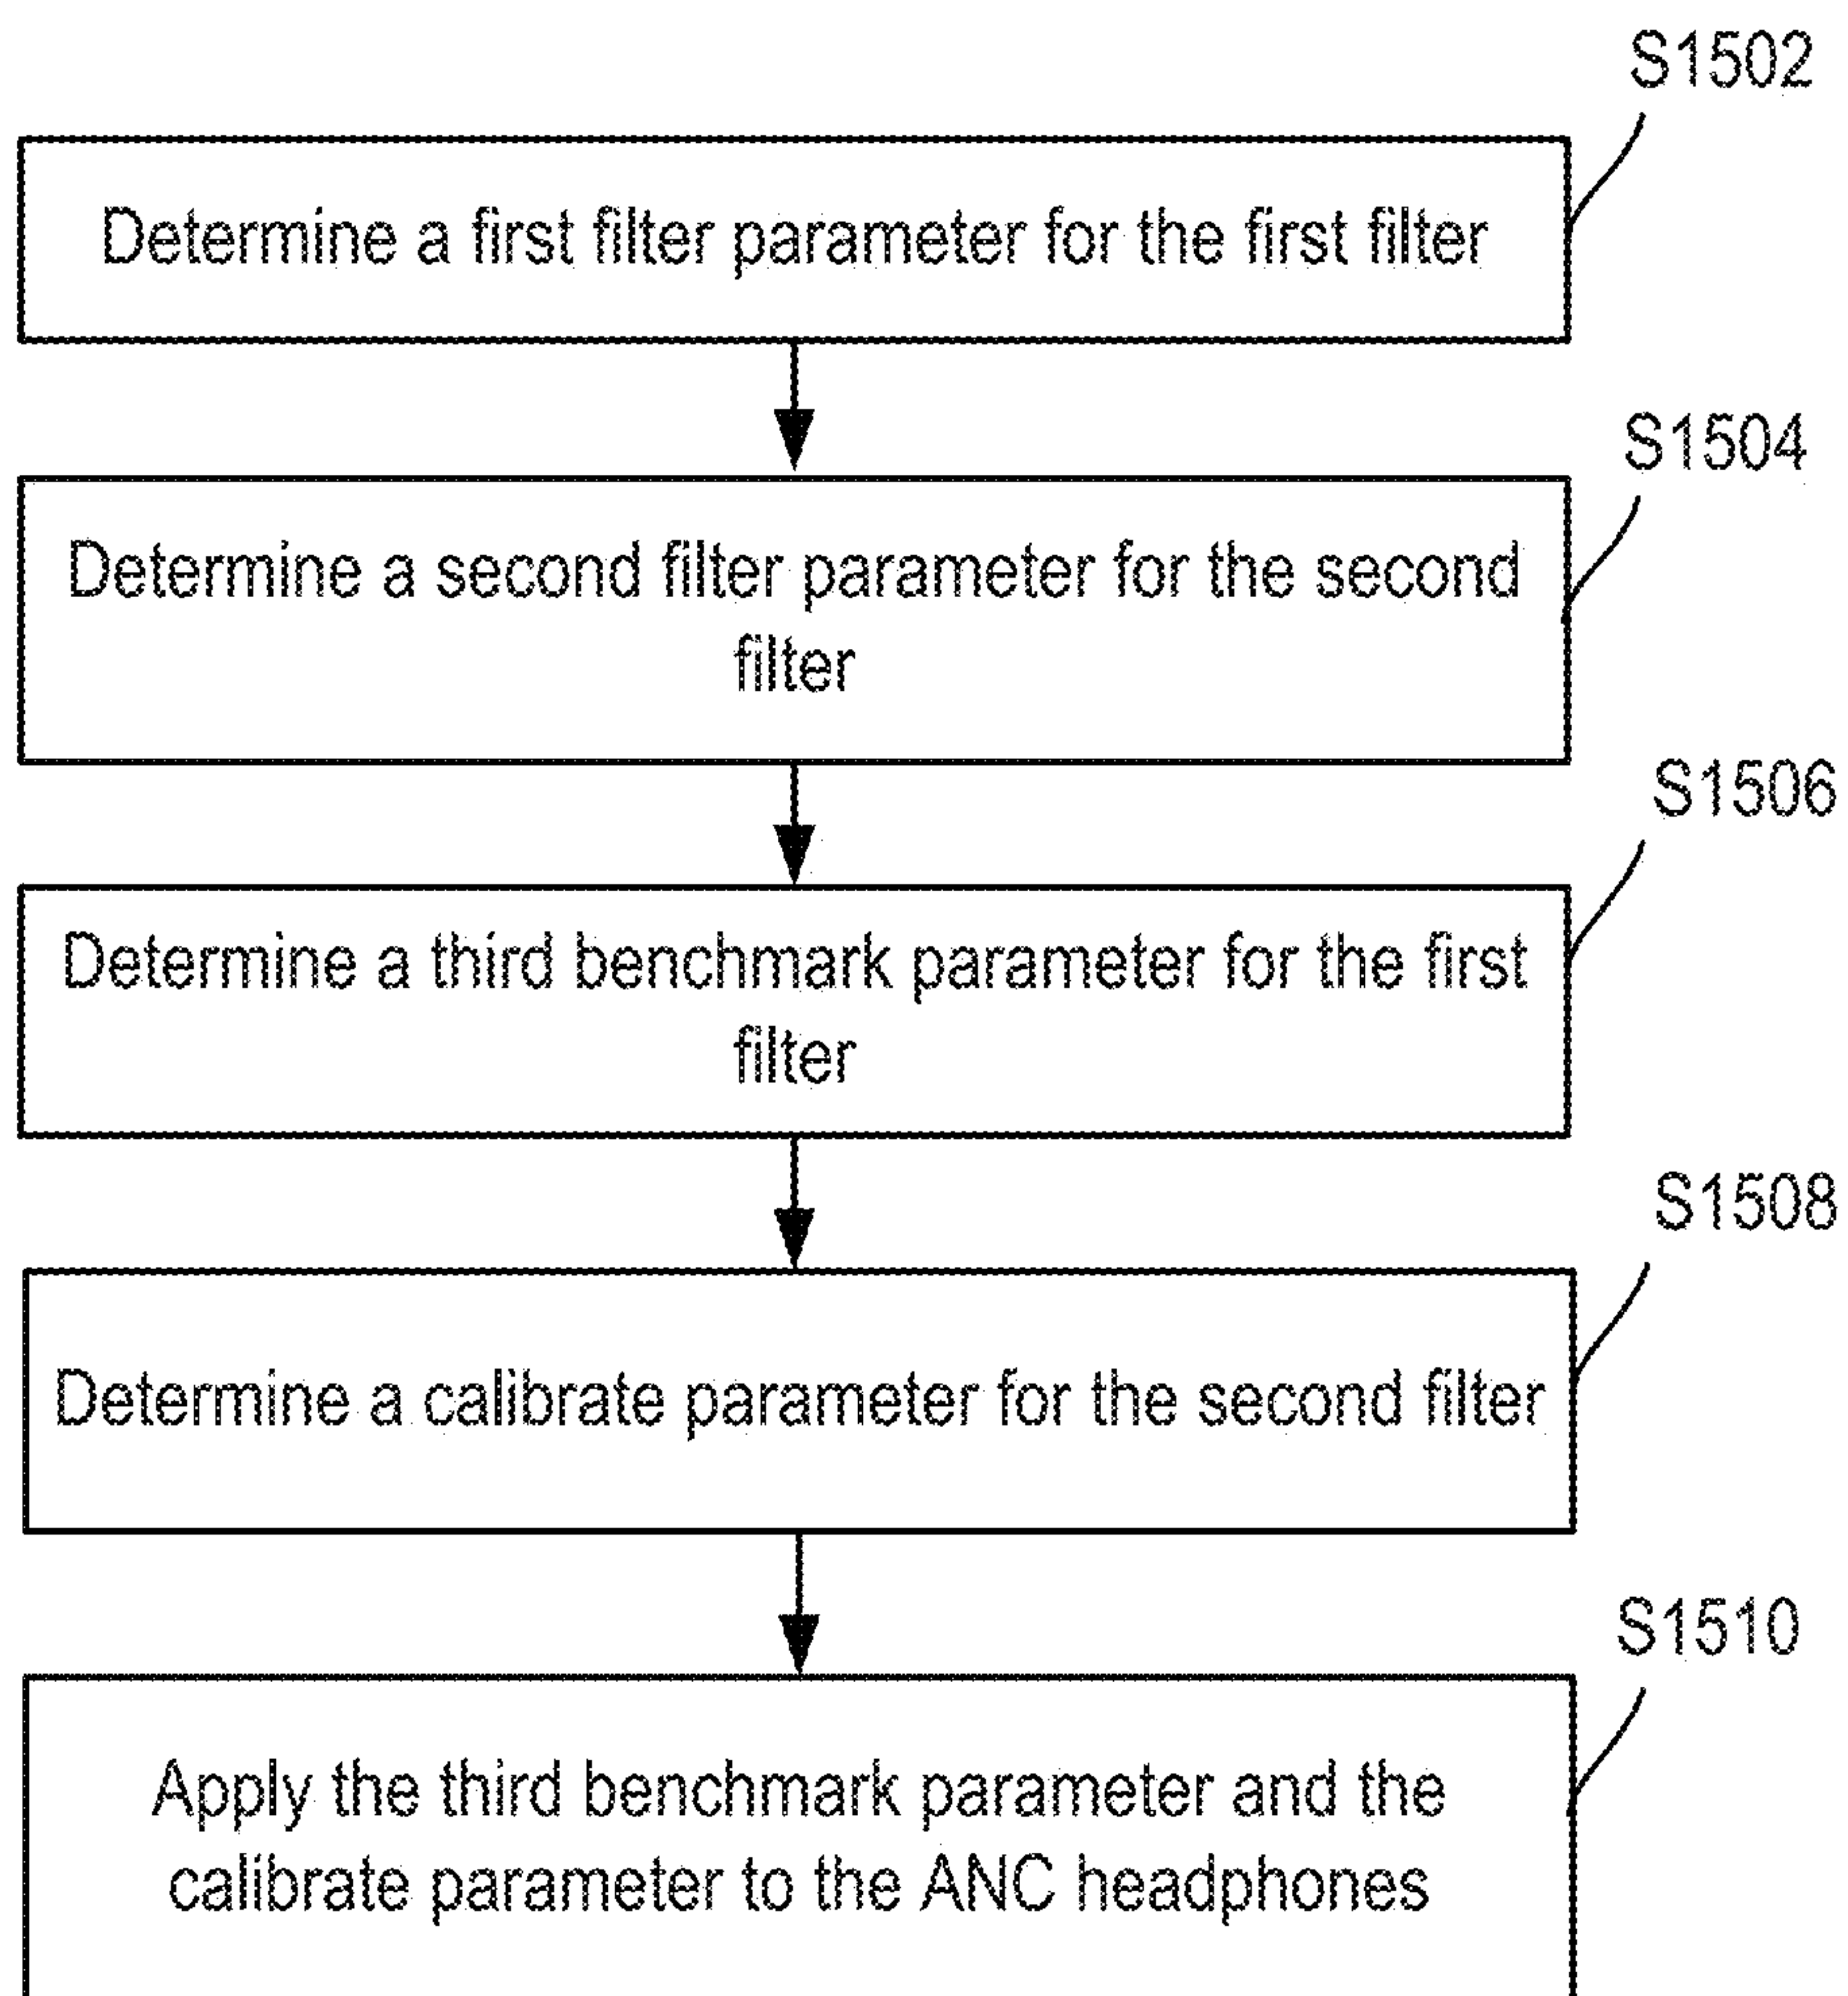 S1502
Determine a first filter parameter for the first filter
S1504
Determine a second filter parameter for the second
filter
S1506
Determine a third benchmark parameter for the first
filter
S1508
Determine a calibrate parameter for the second filter
S1510
Apply the third benchmark parameter and the
calibrate parameter to the ANC headphones